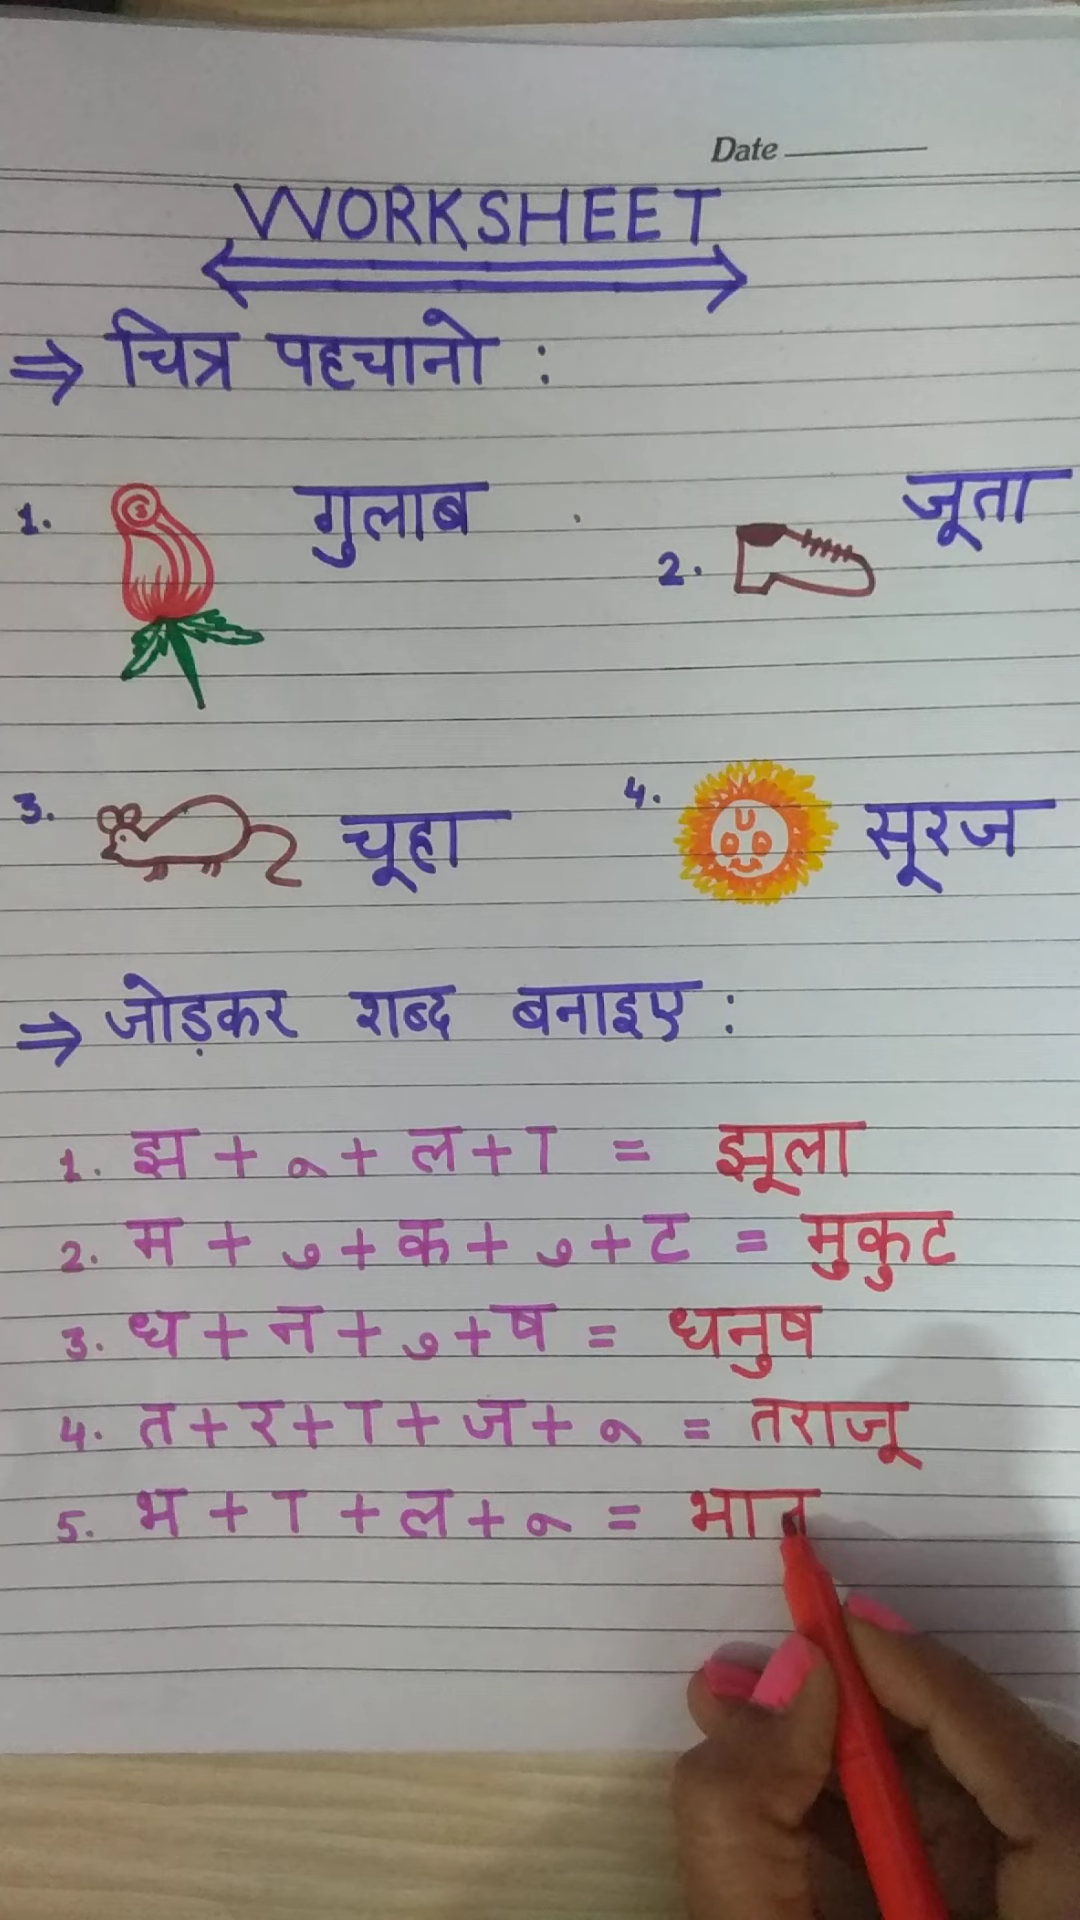 Date
WORKSHEET
⇒ चित्र पहचानो :
1. गुलाब
2. जूता
3. चूहा
4. सूरज
⇒ जोड़कर शब्द बनाइए :
1. झ + ू + ल + ा = झूला
2. म + ु + क + ु + ट = मुकुट
3. ध + न + ु + ष = धनुष
4. त + र + ा + ज + ू = तराजू
5. भ + ा + ल + ू =